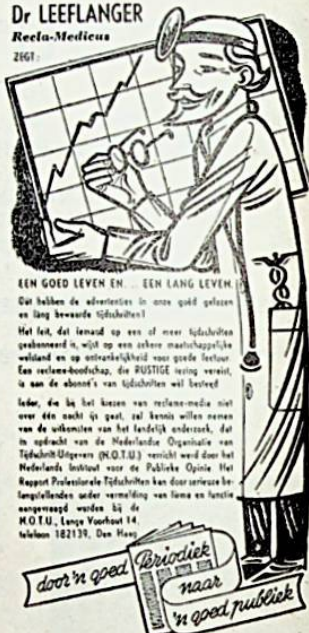 Dr LEEFLANGER
Recla-Medicus
ZEGT:
EEN GOED LEVEN EN... EEN LANG LEVEN.
Dát hebben de advertenties in onze goéd gelezen
en láng bewaarde tijdschriften!
Het feit, dat iemand op een of meer tijdschriften
geabonneerd is, wijst op een zekere maatschappelijke
welstand en op ontvankelijkheid voor goede lectuur.
Een reclame-boodschap, die RUSTIGE lezing vereist,
is aan de abonné's van tijdschriften wél besteed
Ieder, die bij het kiezen van reclame-media niet
over één nacht ijs gaat, zal kennis willen nemen
van de uitkomsten van het landelijk onderzoek, dat
in opdracht van de Nederlandse Organisatie van
Tijdschrift-Uitgevers (N.O.T.U.) verricht werd door het
Nederlands Instituut voor de Publieke Opinie Het
Rapport Professionele Tijdschriften kan door serieuze be-
langstellenden onder vermelding van firma en functie
aangevraagd worden bij de
N.O.T.U., Lange Voorhout 14,
telefoon 182139, Den Haag
door 'n goed Periodiek
naar
'n goed publiek